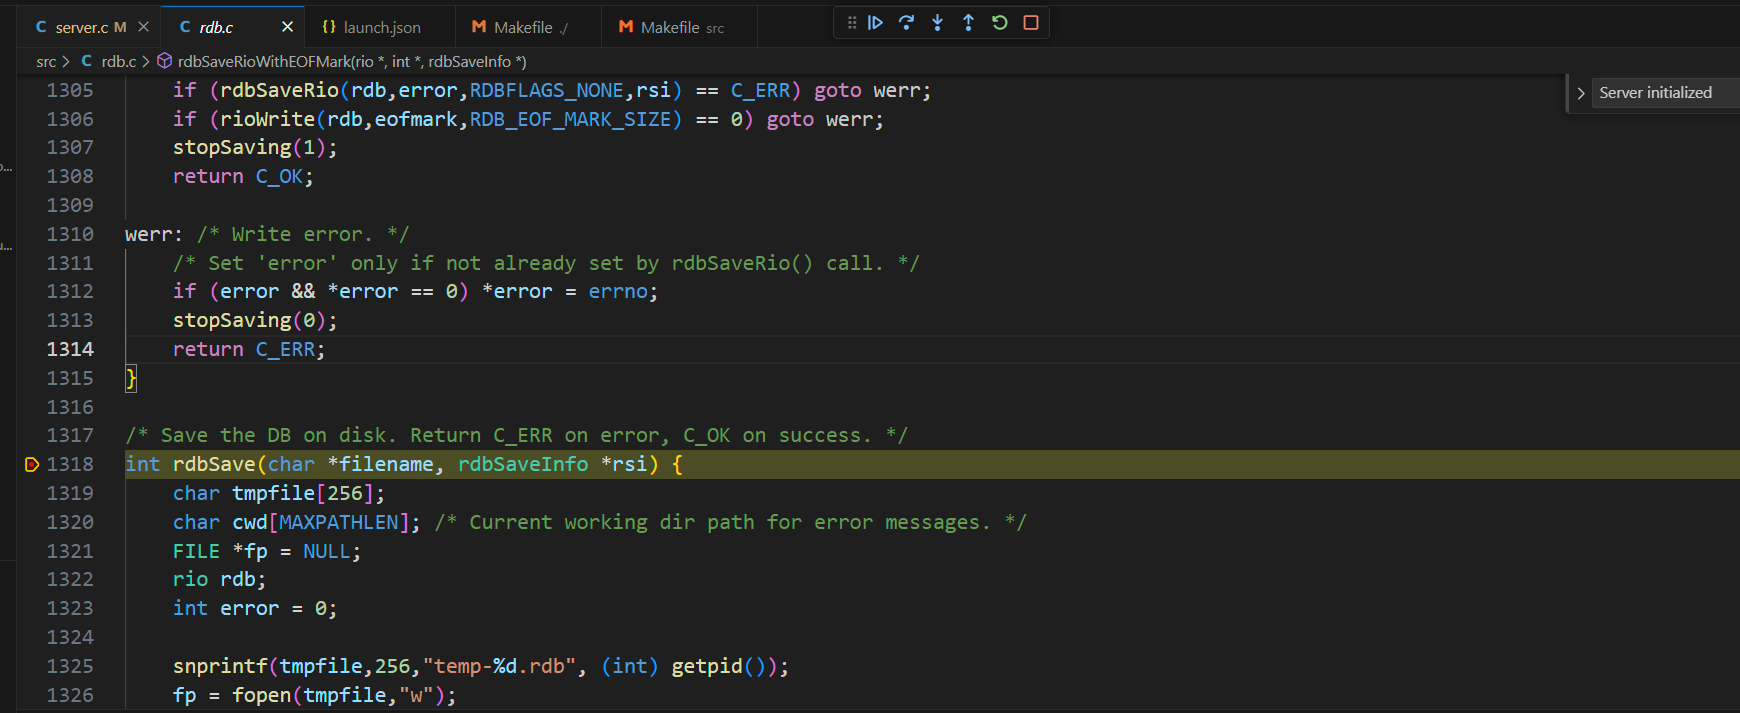 C server.c M × C rdb.c × {} launch.json M Makefile ./ M Makefile src
src > C rdb.c > rdbSaveRioWithEOFMark(rio *, int *, rdbSaveInfo *)
> Server initialized
1305 if (rdbSaveRio(rdb,error,RDBFLAGS_NONE,rsi) == C_ERR) goto werr;
1306 if (rioWrite(rdb,eofmark,RDB_EOF_MARK_SIZE) == 0) goto werr;
1307 stopSaving(1);
1308 return C_OK;
1309
1310 werr: /* Write error. */
1311 /* Set 'error' only if not already set by rdbSaveRio() call. */
1312 if (error && *error == 0) *error = errno;
1313 stopSaving(0);
1314 return C_ERR;
1315 }
1316
1317 /* Save the DB on disk. Return C_ERR on error, C_OK on success. */
1318 int rdbSave(char *filename, rdbSaveInfo *rsi) {
1319 char tmpfile[256];
1320 char cwd[MAXPATHLEN]; /* Current working dir path for error messages. */
1321 FILE *fp = NULL;
1322 rio rdb;
1323 int error = 0;
1324
1325 snprintf(tmpfile,256,"temp-%d.rdb", (int) getpid());
1326 fp = fopen(tmpfile,"w");